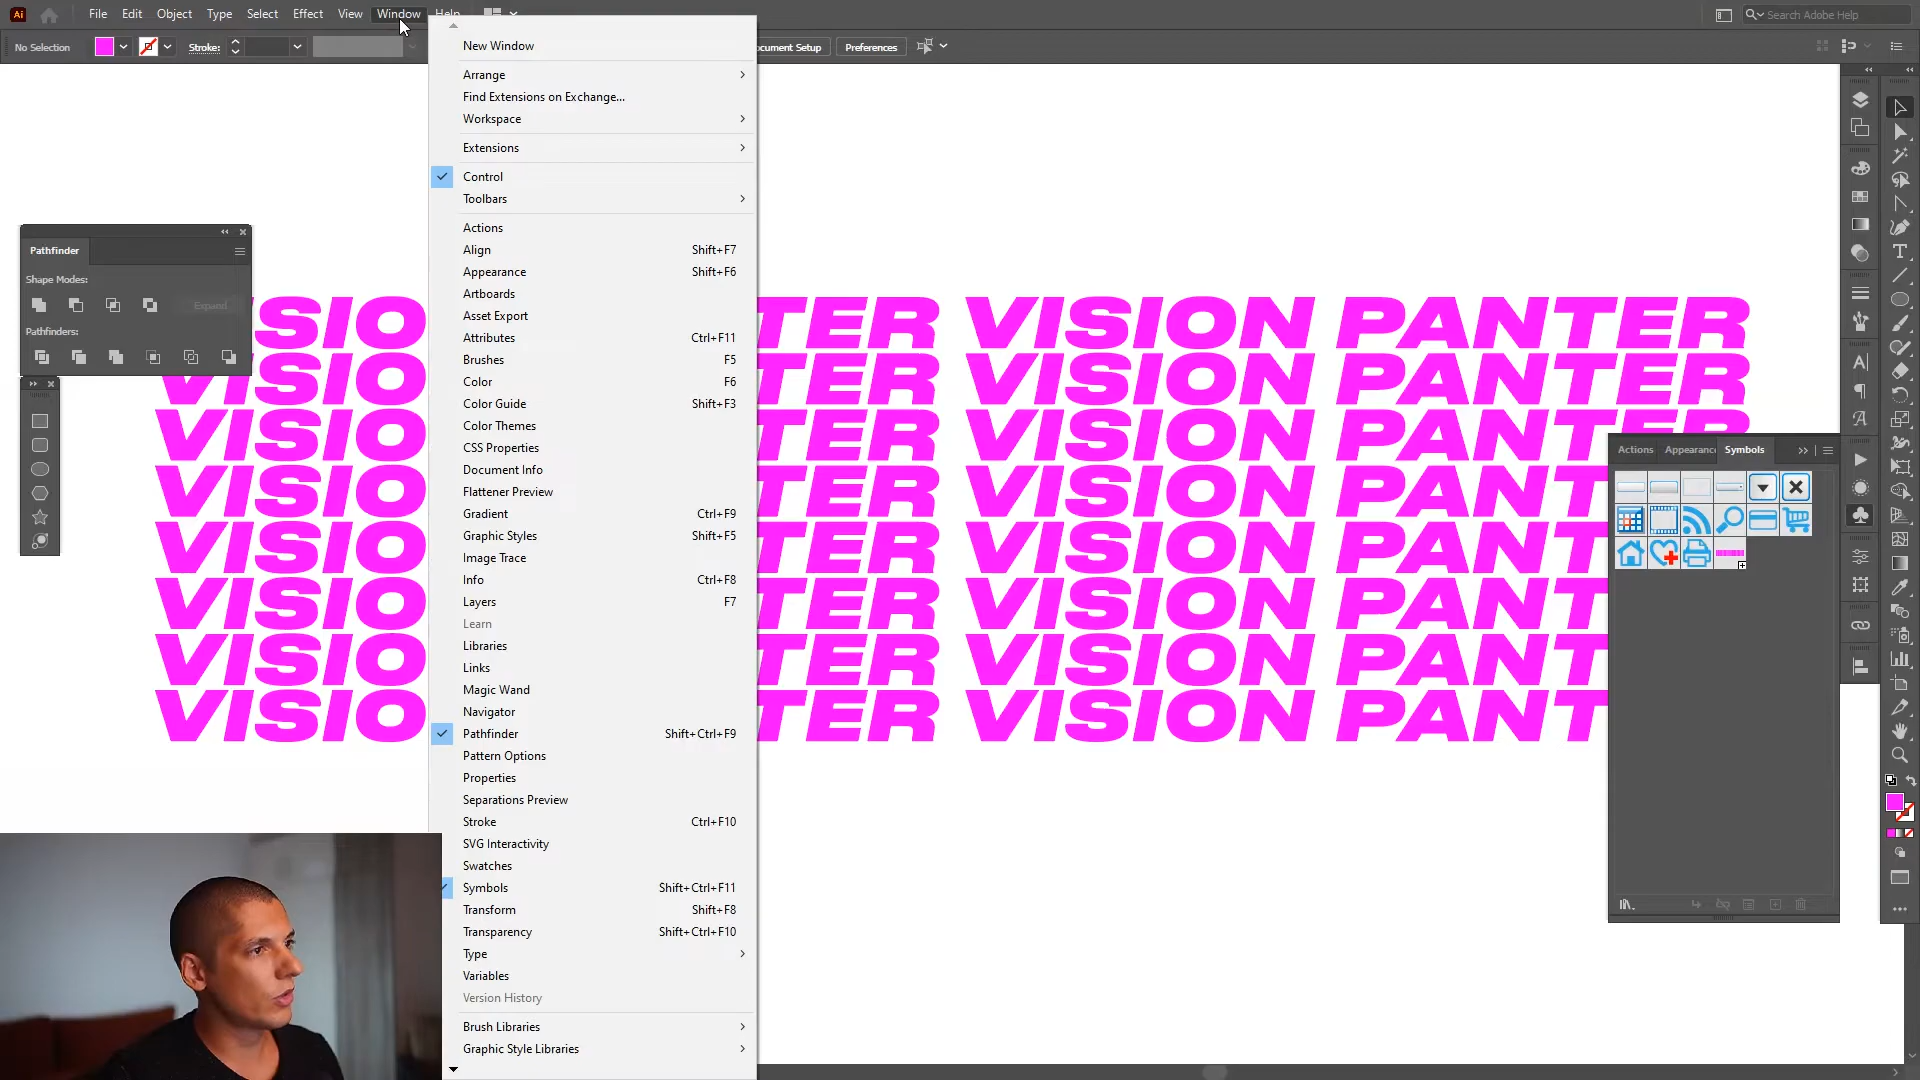 Ai File Edit Object Type Select Effect View Window Help Search Adobe Help
No Selection Stroke: ocument Setup Preferences
New Window
Arrange
Find Extensions on Exchange...
Workspace
Extensions
Control
Toolbars
Actions
Align Shift+F7
Appearance Shift+F6
Artboards
Asset Export
Attributes Ctrl+F11
Brushes F5
Color F6
Color Guide Shift+F3
Color Themes
CSS Properties
Document Info
Flattener Preview
Gradient Ctrl+F9
Graphic Styles Shift+F5
Image Trace
Info Ctrl+F8
Layers F7
Learn
Libraries
Links
Magic Wand
Navigator
Pathfinder Shift+Ctrl+F9
Pattern Options
Properties
Separations Preview
Stroke Ctrl+F10
SVG Interactivity
Swatches
Symbols Shift+Ctrl+F11
Transform Shift+F8
Transparency Shift+Ctrl+F10
Type
Variables
Version History
Brush Libraries
Graphic Style Libraries
Pathfinder
Shape Modes:
Expand
Pathfinders:
SIO TER VISION PANTER
VISIO TER VISION PANTER
VISIO TER VISION PANTER
VISIO TER VISION PANT
VISIO TER VISION PANT
VISIO TER VISION PANT
VISIO TER VISION PANT
VISIO TER VISION PANT
Actions Appearance Symbols